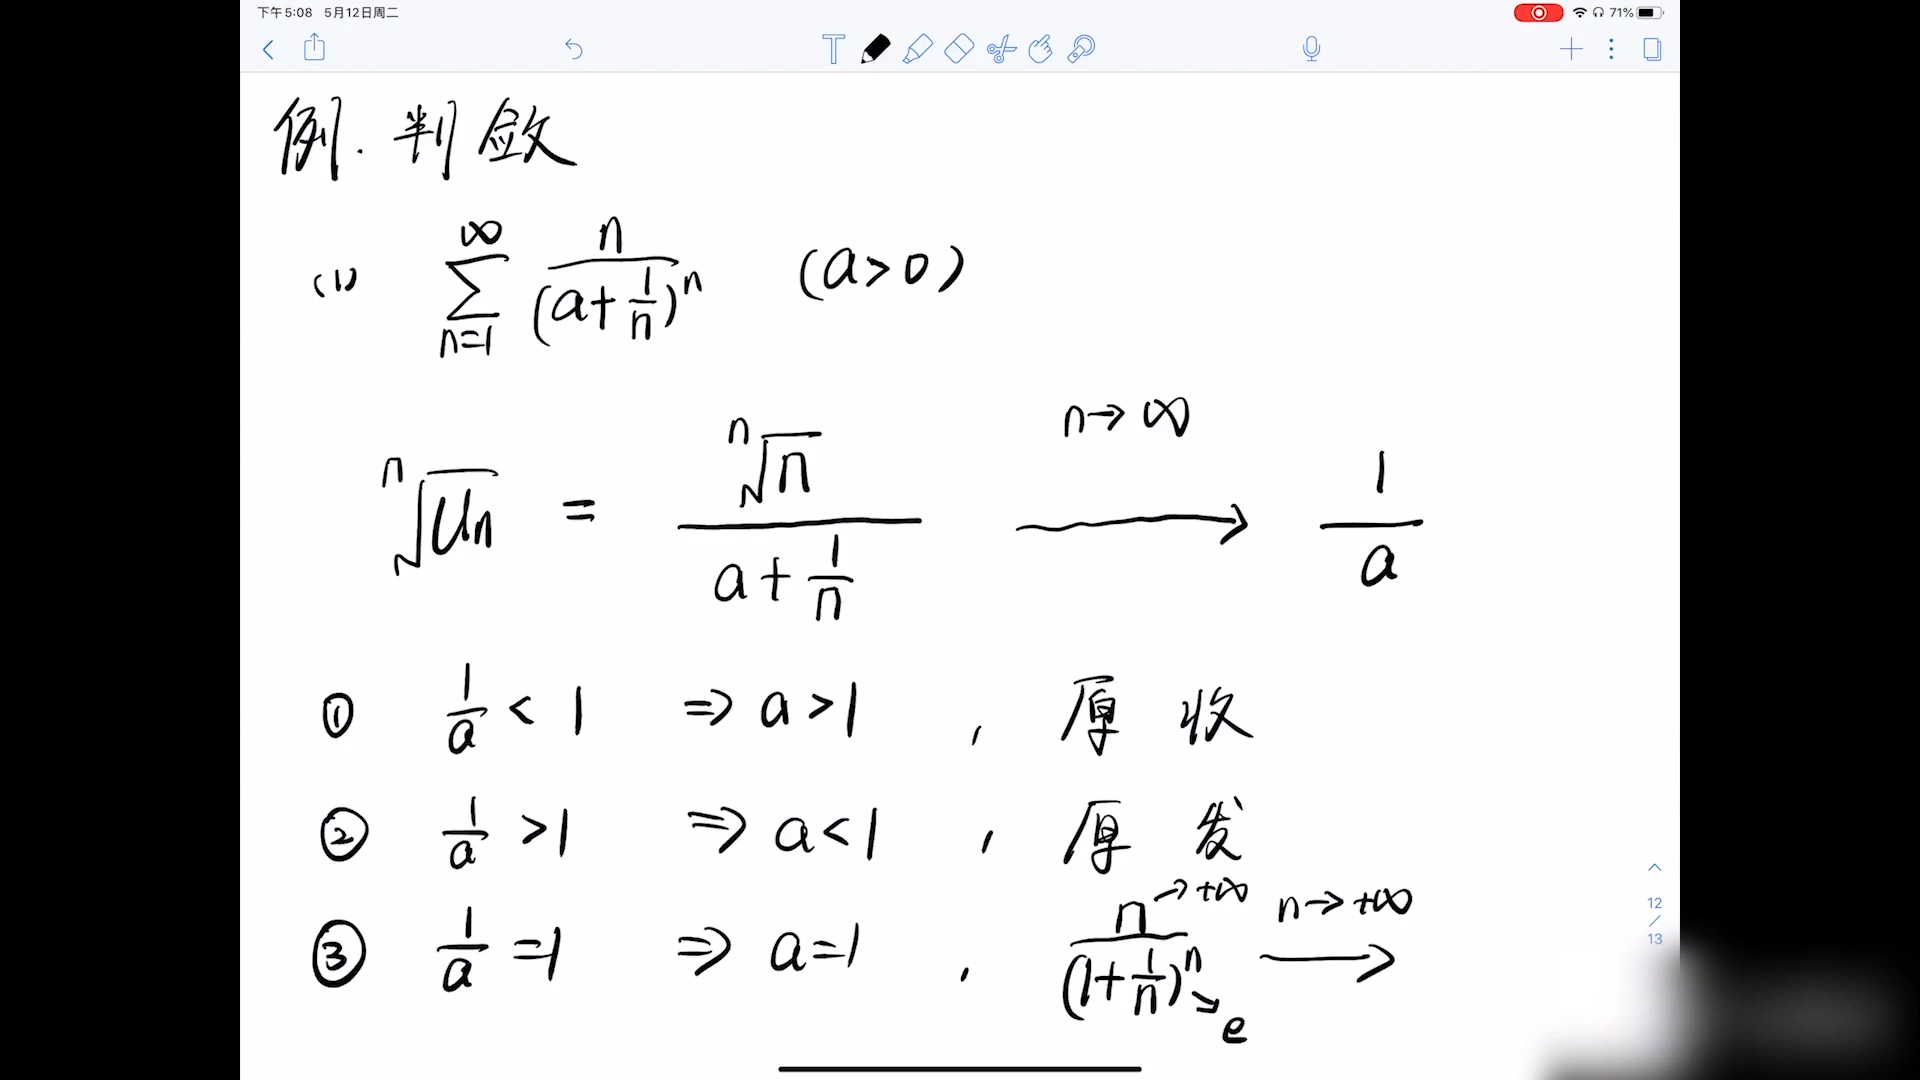 下午5:08 5月12日周二
71%
T
例. 判敛
(1) ∑_{n=1}^{∞} n/(a+1/n)^n (a>0)
ⁿ√Un = ⁿ√n/(a+1/n) n→∞ ⟶ 1/a
① 1/a < 1 ⇒ a>1 , 原 收
② 1/a >1 ⇒ a<1 , 原 发
③ 1/a =1 ⇒ a=1 , n→+∞/(1+1/n)^n→e n→+∞ ⟶
12
/
13